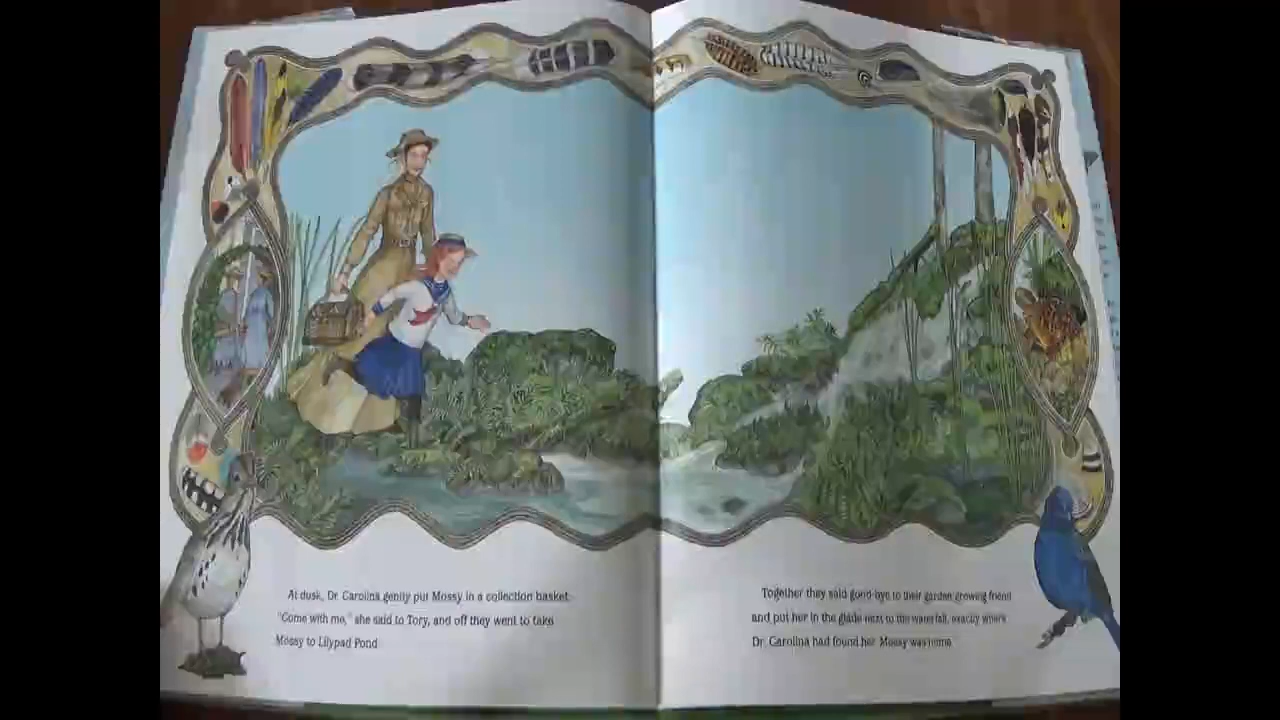 At dusk, Dr. Carolina gently put Mossy in a collection basket.
"Come with me," she said to Tory, and off they went to take
Mossy to Lilypad Pond.
Together they said good-bye to their garden-growing friend
and put her in the glade next to the waterfall, exactly where
Dr. Carolina had found her. Mossy was home.